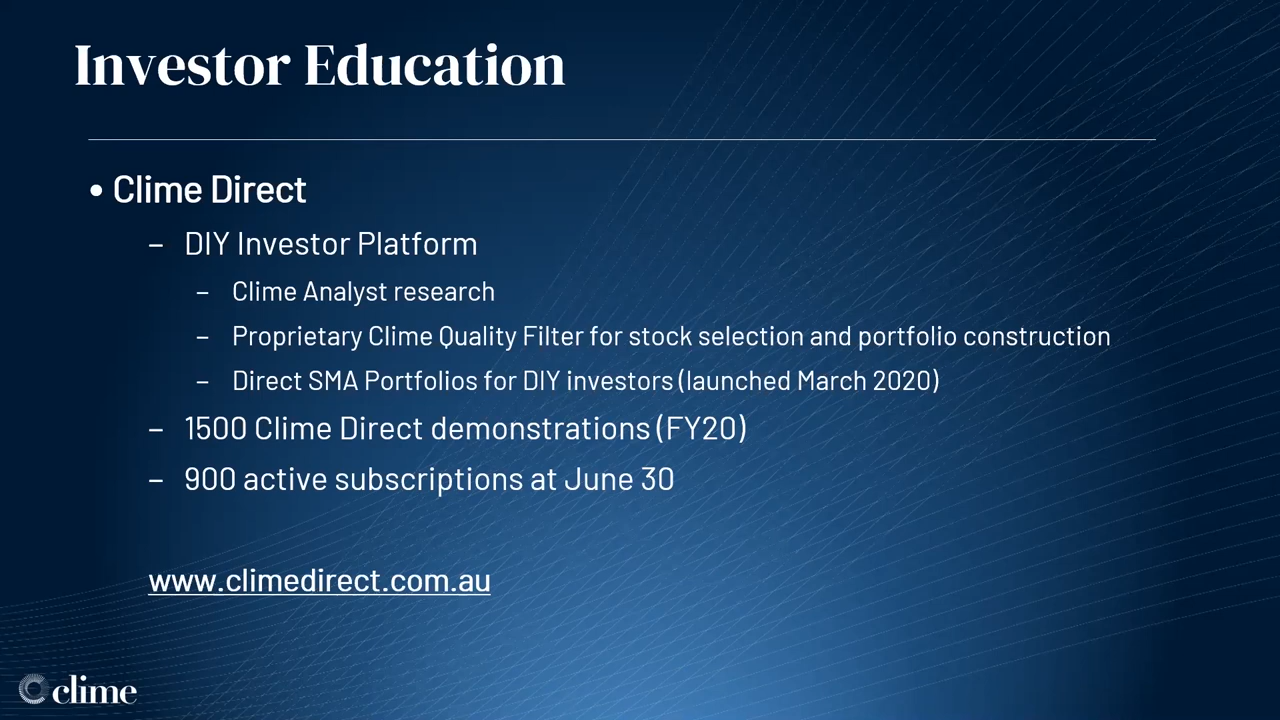 Investor Education
• Clime Direct
– DIY Investor Platform
– Clime Analyst research
– Proprietary Clime Quality Filter for stock selection and portfolio construction
– Direct SMA Portfolios for DIY investors (launched March 2020)
– 1500 Clime Direct demonstrations (FY20)
– 900 active subscriptions at June 30
www.climedirect.com.au
clime